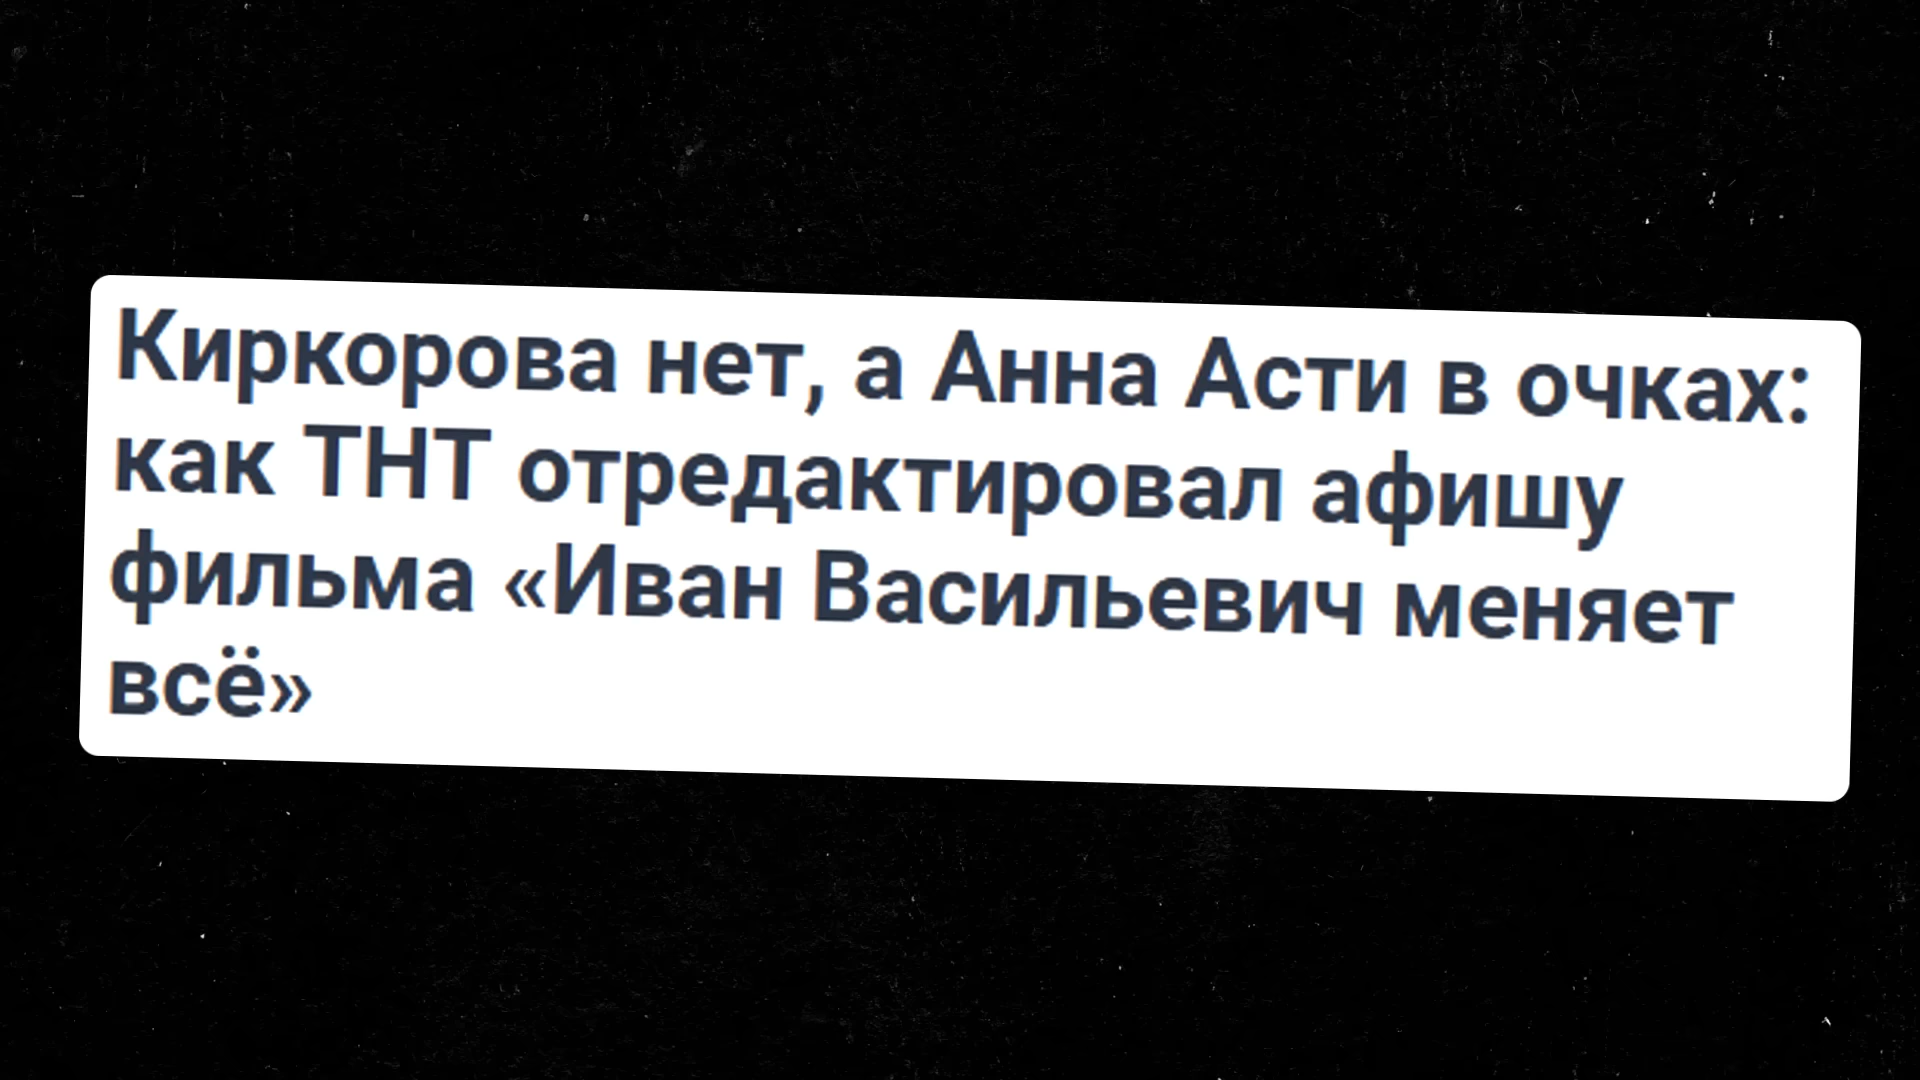 Киркорова нет, а Анна Асти в очках:
как ТНТ отредактировал афишу
фильма «Иван Васильевич меняет
всё»